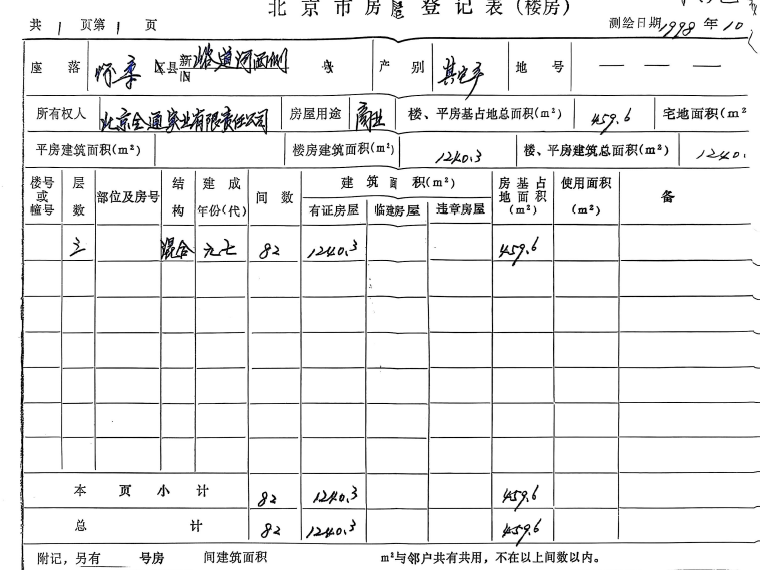 北京市房屋登记表(楼房)
共 1 页第 1 页 测绘日期 1998 年 10
座落 怀柔 区县 新 道河西侧 号 产别 其它产 地号 — — —
所有权人 北京全通实业有限责任公司 房屋用途 商业 楼、平房基占地总面积(m²) 459.6 宅地面积(m²
平房建筑面积(m²) 楼房建筑面积(m²) 1240.3 楼、平房建筑总面积(m²) 1240.
楼号或幢号 层数 部位及房号 结构 建成年份(代) 间数 建筑面积(m²) 房基占地面积(m²) 使用面积(m²) 备
有证房屋 临建房屋 违章房屋
三 混合 九七 82 1240.3 459.6
本页小计 82 1240.3 459.6
总计 82 1240.3 459.6
附记,另有 号房 间建筑面积 m²与邻户共有共用,不在以上间数以内。